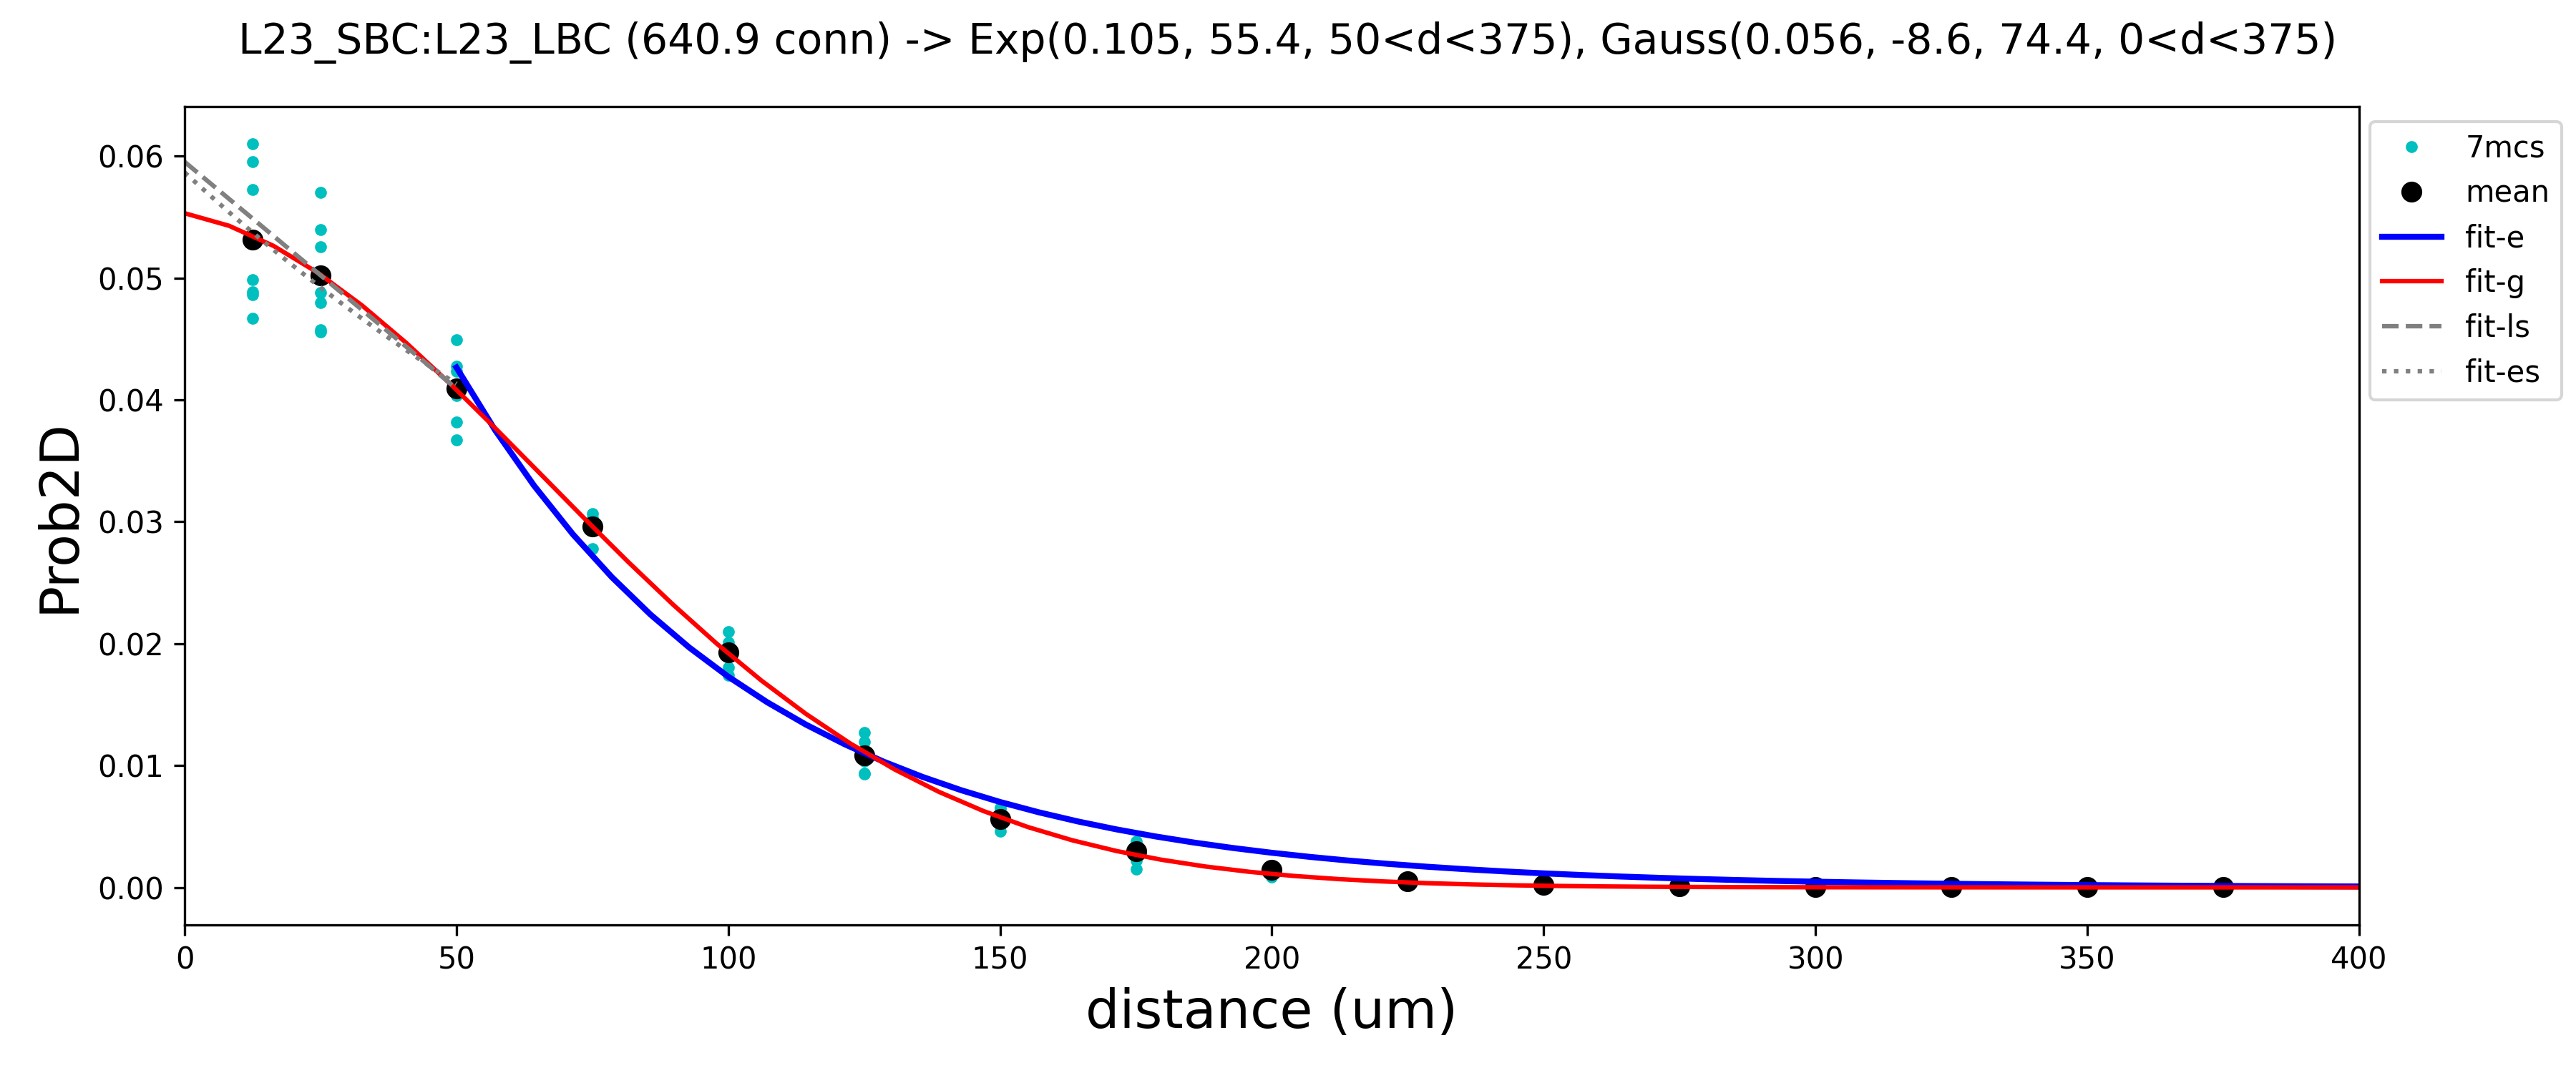 L23_SBC:L23_LBC (640.9 conn) -> Exp(0.105, 55.4, 50<d<375), Gauss(0.056, -8.6, 74.4, 0<d<375)
7mcs
mean
fit-e
fit-g
fit-ls
fit-es
Prob2D
0.06
0.05
0.04
0.03
0.02
0.01
0.00
0 50 100 150 200 250 300 350 400
distance (um)